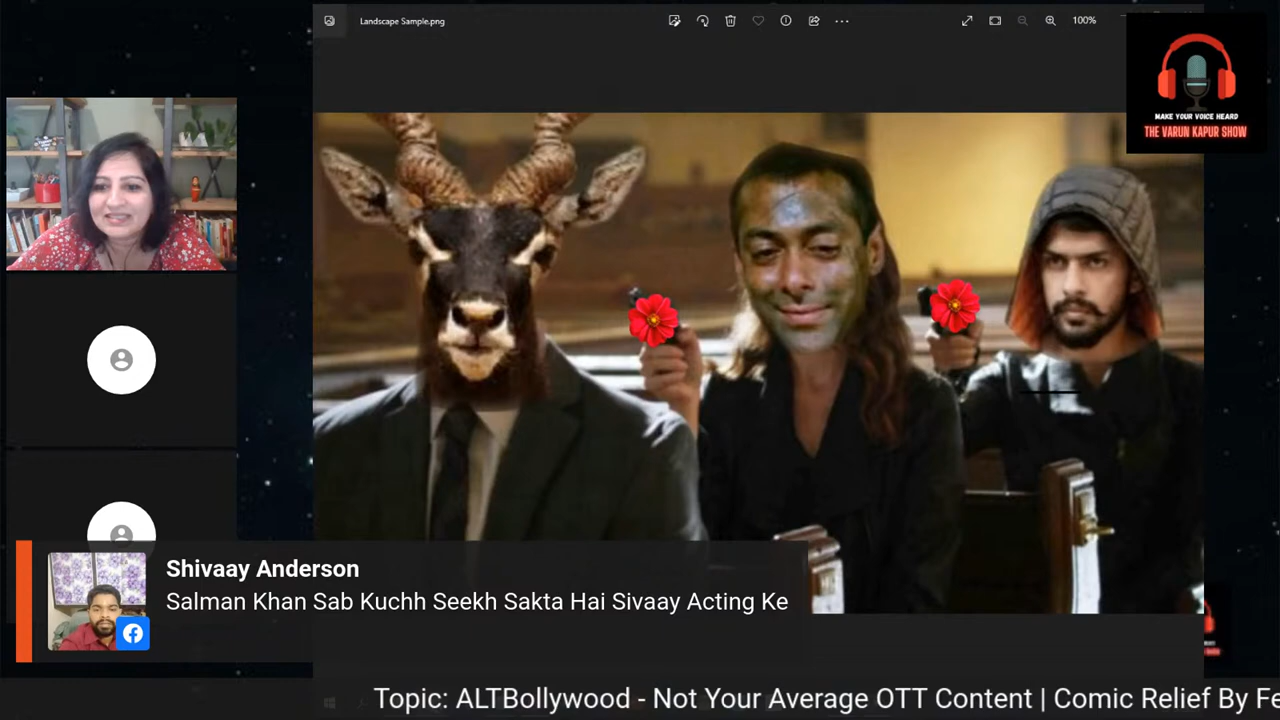 Landscape Sample.png
100%
MAKE YOUR VOICE HEARD
THE VARUN KAPUR SHOW
Shivaay Anderson
Salman Khan Sab Kuchh Seekh Sakta Hai Sivaay Acting Ke
Topic: ALTBollywood - Not Your Average OTT Content | Comic Relief By Fe